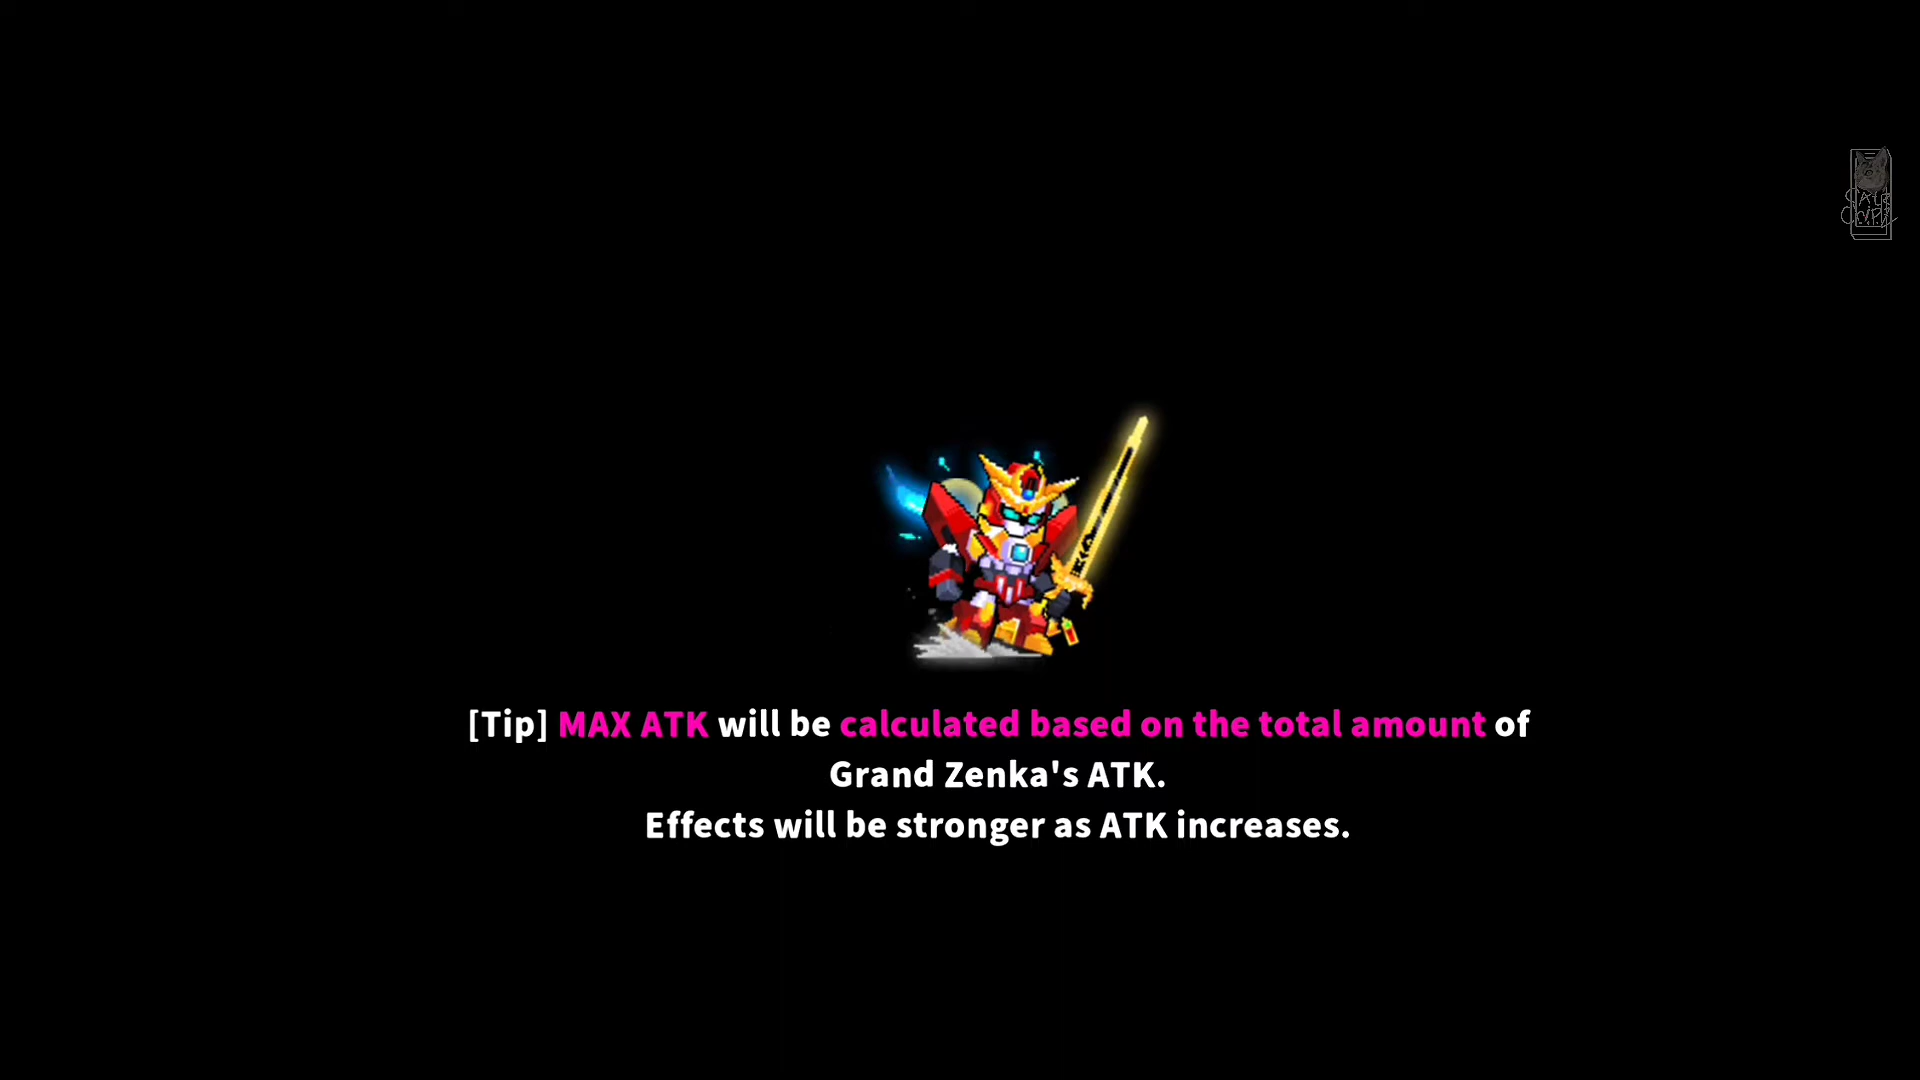 [Tip] MAX ATK will be calculated based on the total amount of
Grand Zenka's ATK.
Effects will be stronger as ATK increases.